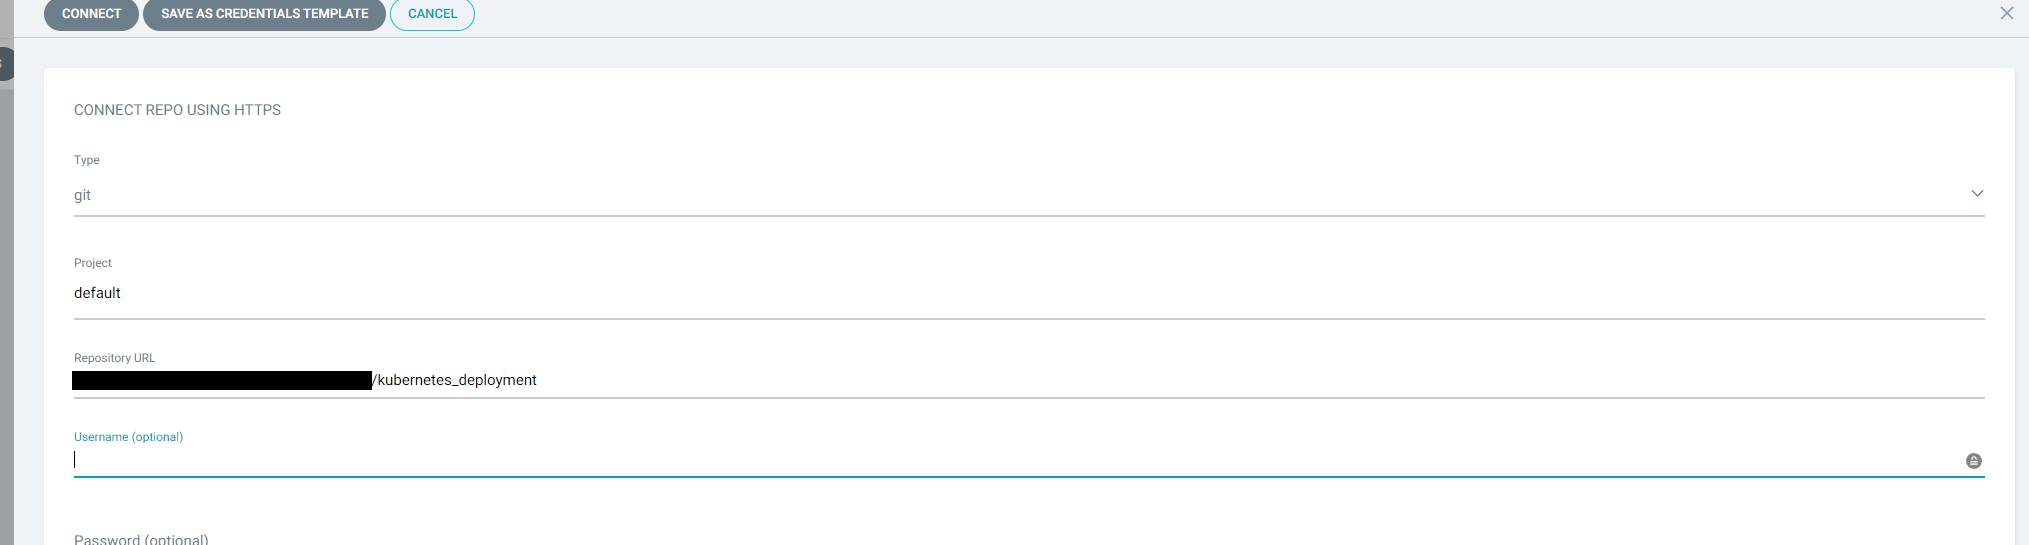 CONNECT SAVE AS CREDENTIALS TEMPLATE CANCEL
CONNECT REPO USING HTTPS
Type
git
Project
default
Repository URL
/kubernetes_deployment
Username (optional)
Password (optional)